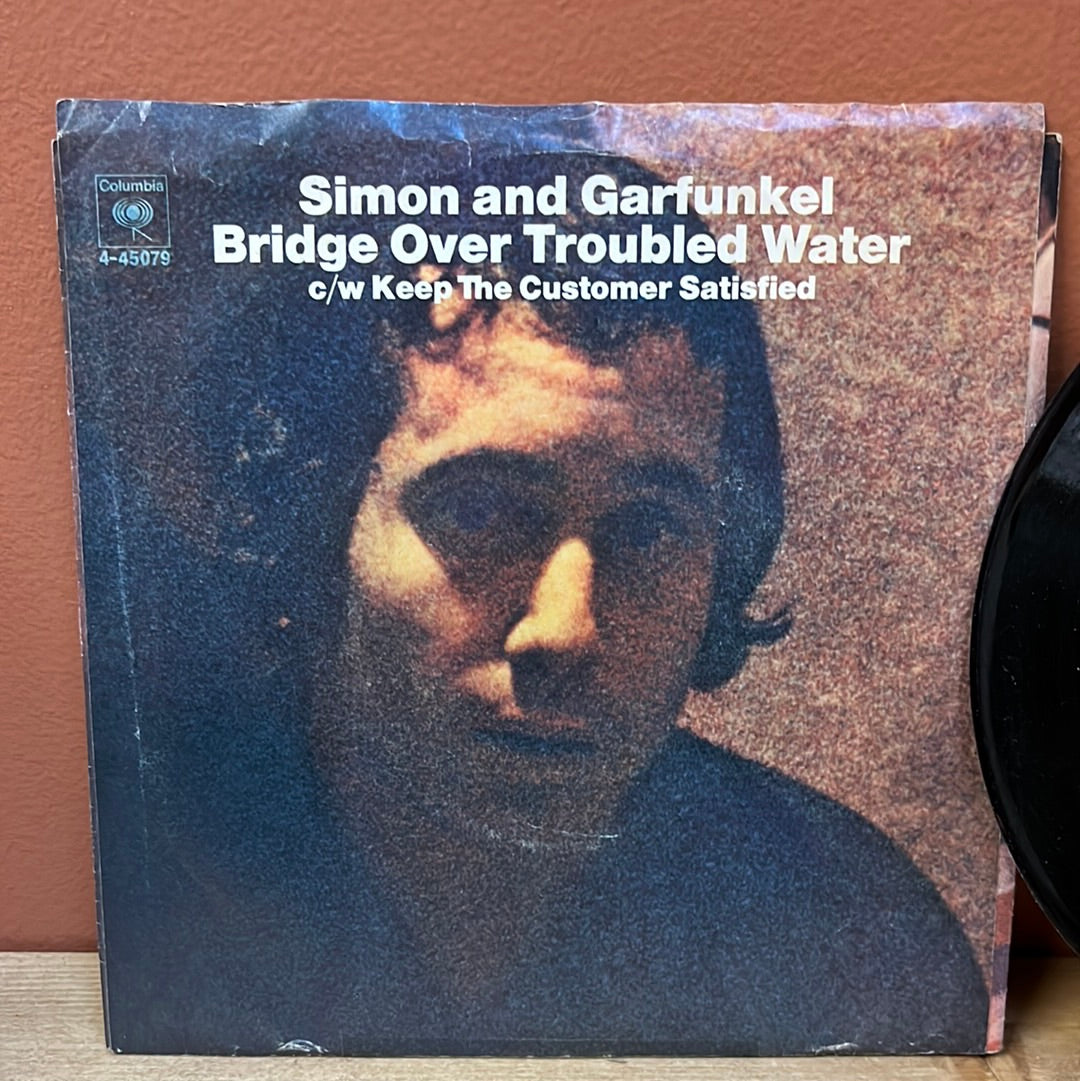 Columbia
4-45079
Simon and Garfunkel
Bridge Over Troubled Water
c/w Keep The Customer Satisfied